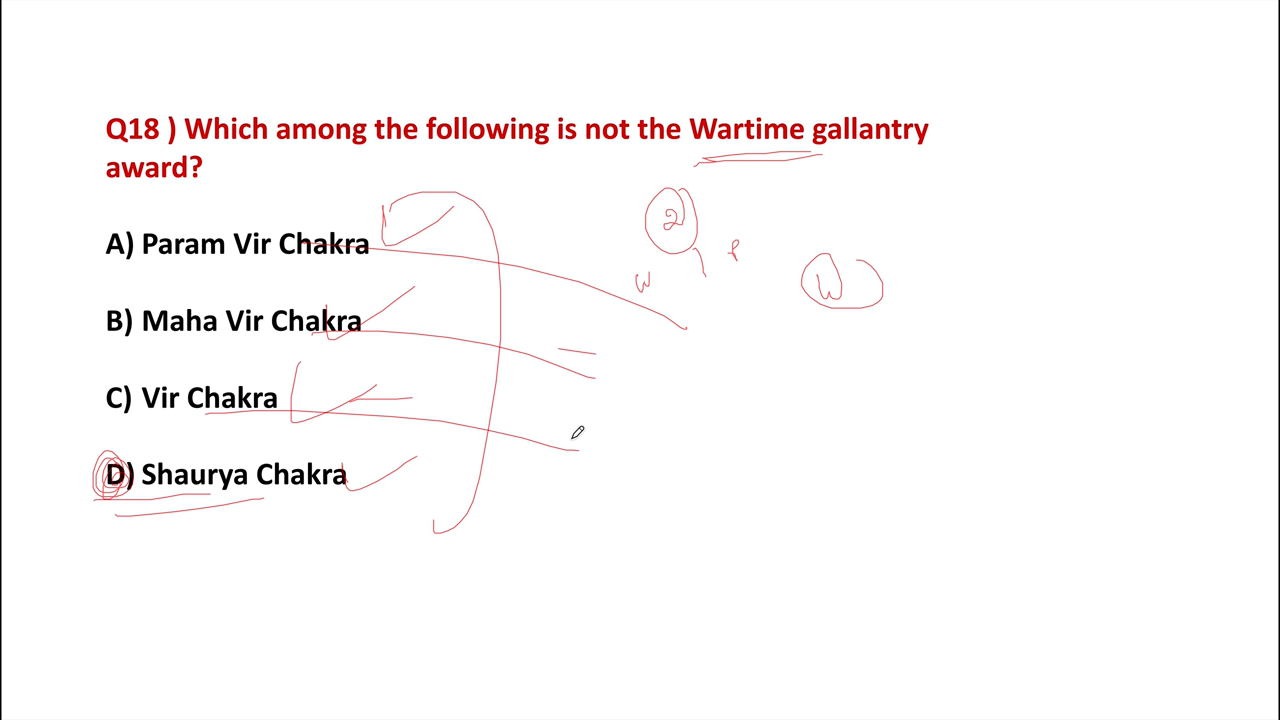 Q18 ) Which among the following is not the Wartime gallantry
award?
2
A) Param Vir Chakra
W P W
B) Maha Vir Chakra
C) Vir Chakra
D) Shaurya Chakra